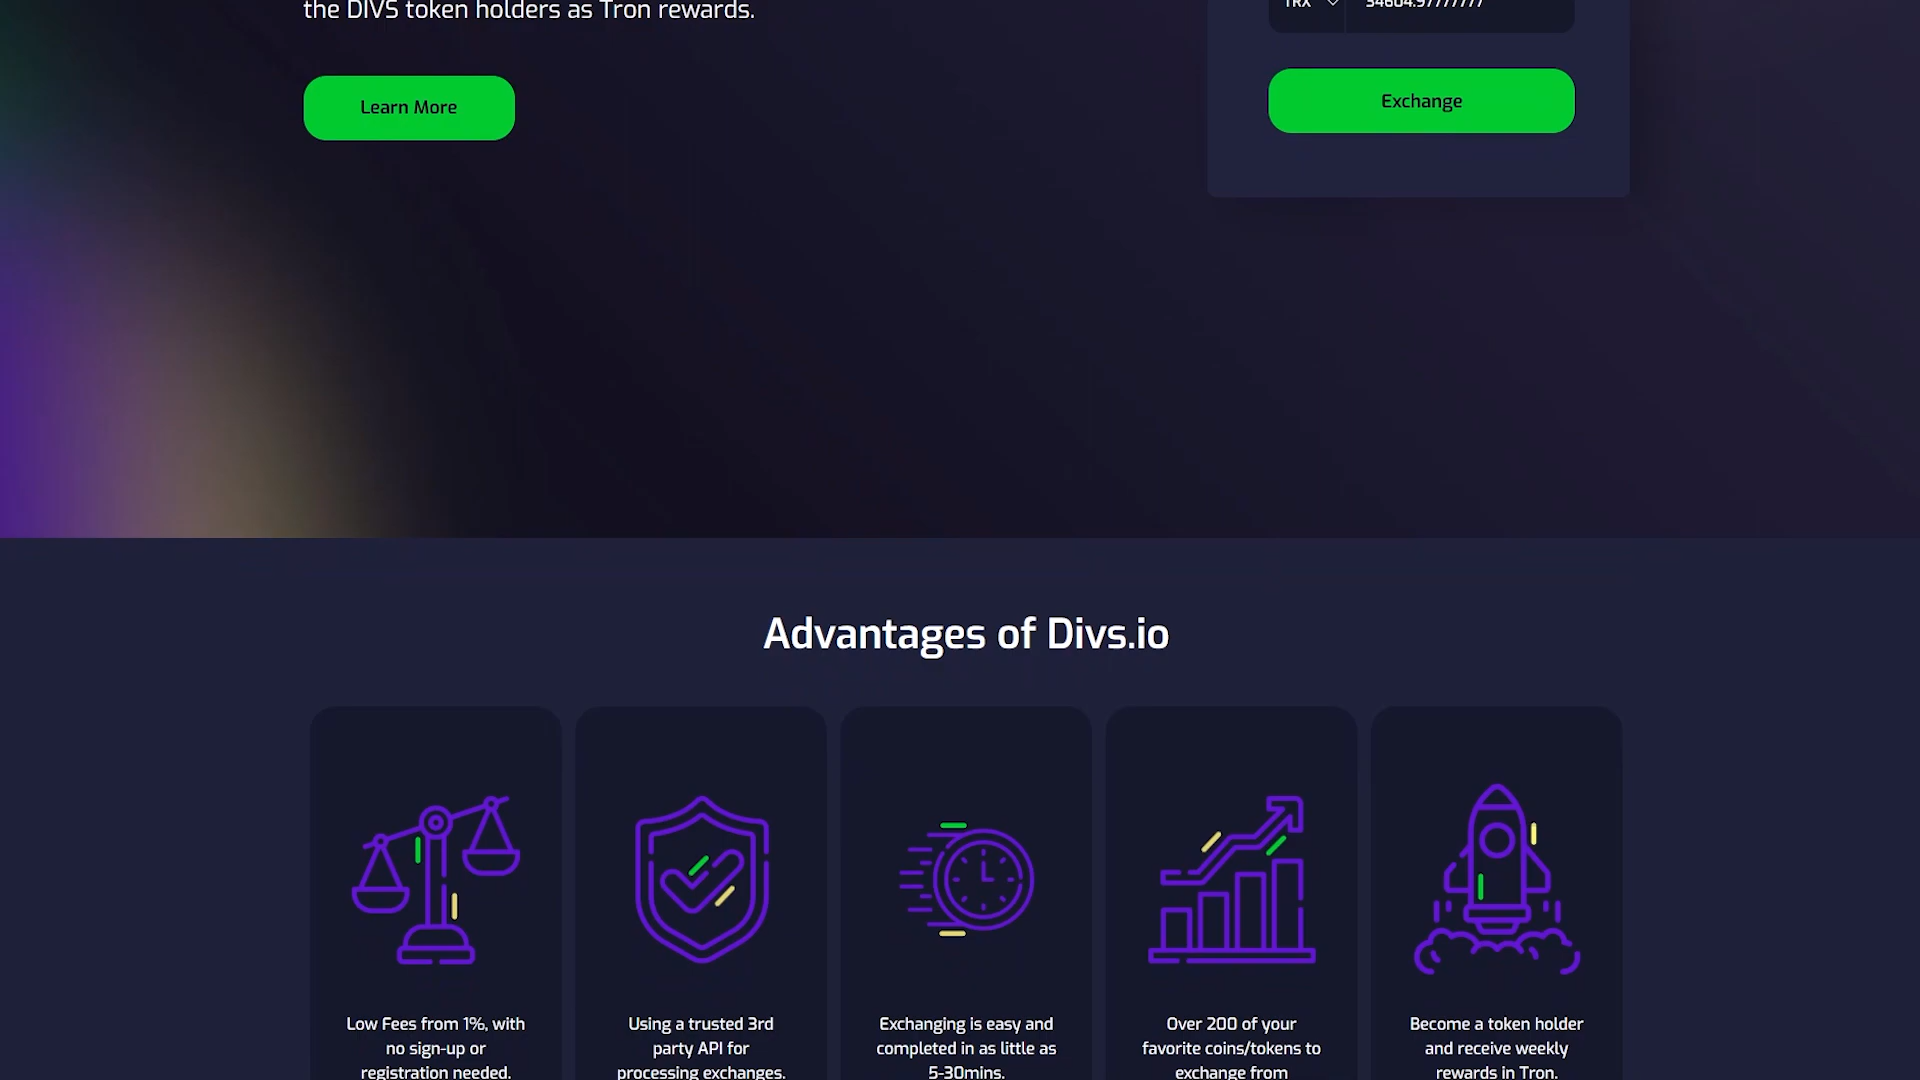 the DIVS token holders as Tron rewards.
TRX 34604.97777777
Learn More
Exchange
Advantages of Divs.io
Low Fees from 1%, with
no sign-up or
registration needed.
Using a trusted 3rd
party API for
processing exchanges.
Exchanging is easy and
completed in as little as
5-30mins.
Over 200 of your
favorite coins/tokens to
exchange from
Become a token holder
and receive weekly
rewards in Tron.